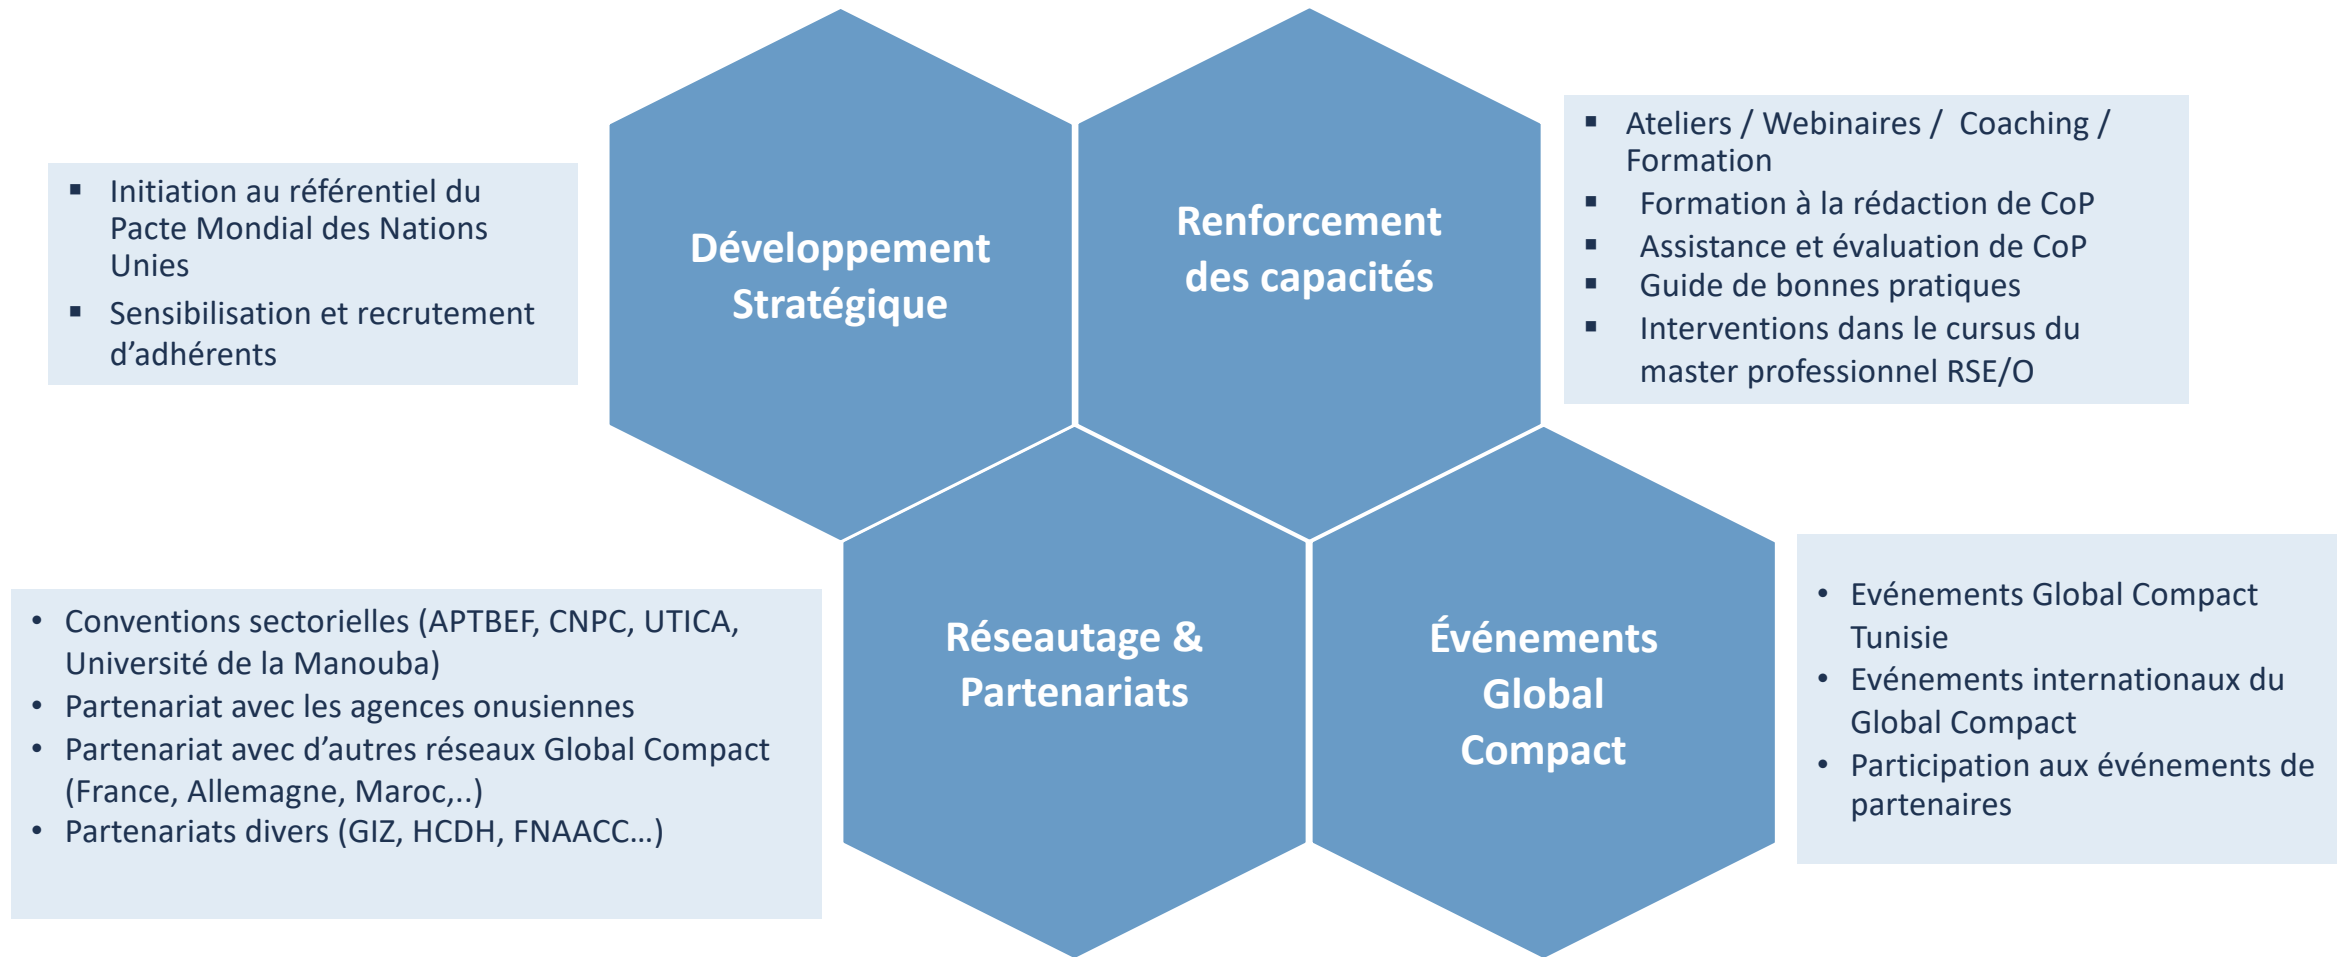 ▪ Initiation au référentiel du
Pacte Mondial des Nations
Unies
▪ Sensibilisation et recrutement
d’adhérents
Développement
Stratégique
Renforcement
des capacités
▪ Ateliers / Webinaires / Coaching /
Formation
▪ Formation à la rédaction de CoP
▪ Assistance et évaluation de CoP
▪ Guide de bonnes pratiques
▪ Interventions dans le cursus du
master professionnel RSE/O
• Conventions sectorielles (APTBEF, CNPC, UTICA,
Université de la Manouba)
• Partenariat avec les agences onusiennes
• Partenariat avec d’autres réseaux Global Compact
(France, Allemagne, Maroc,..)
• Partenariats divers (GIZ, HCDH, FNAACC…)
Réseautage &
Partenariats
Événements
Global
Compact
• Evénements Global Compact
Tunisie
• Evénements internationaux du
Global Compact
• Participation aux événements de
partenaires